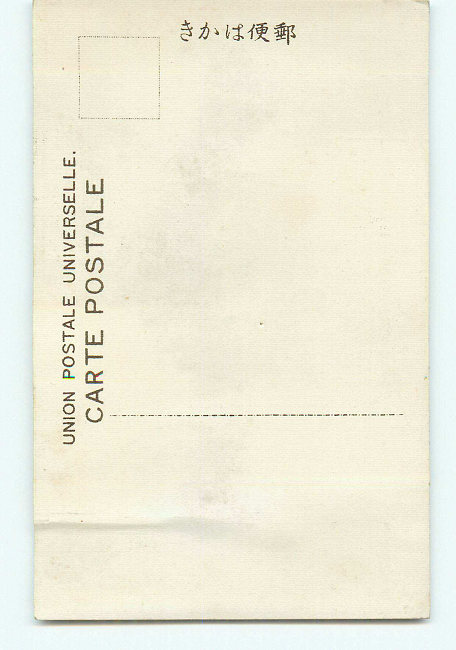 きかは便郵
UNION POSTALE UNIVERSELLE.
CARTE POSTALE